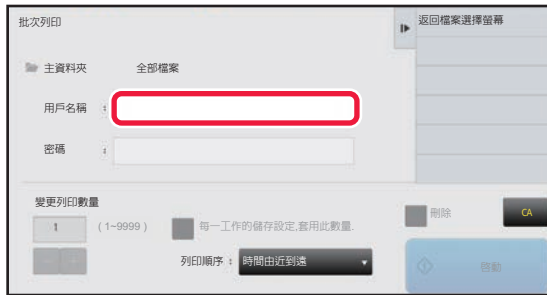 批次列印
返回檔案選擇螢幕
主資料夾 全部檔案
用戶名稱 :
密碼 :
變更列印數量
1 (1~9999) 每一工作的儲存設定,套用此數量.
刪除 CA
列印順序 : 時間由近到遠
啓動